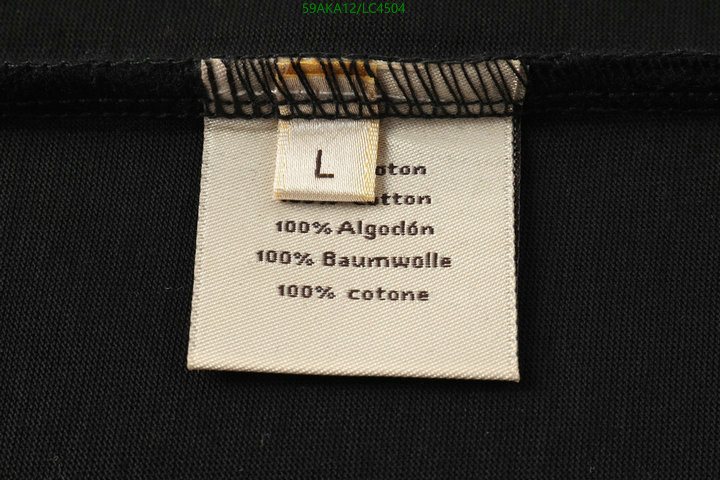 59AKA12/LC4504
L
100% Algodón
100% Baumwolle
100% cotone